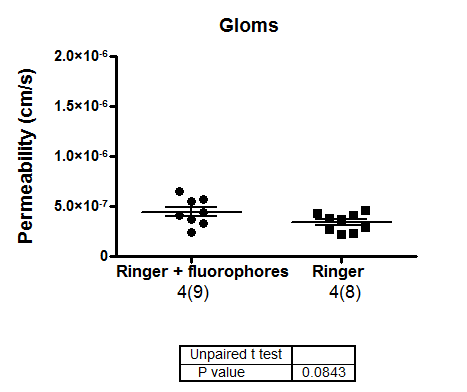 Gloms
Permeability (cm/s)
2.0×10-6
1.5×10-6
1.0×10-6
5.0×10-7
0
Ringer + fluorophores Ringer
4(9) 4(8)
Unpaired t test
P value 0.0843